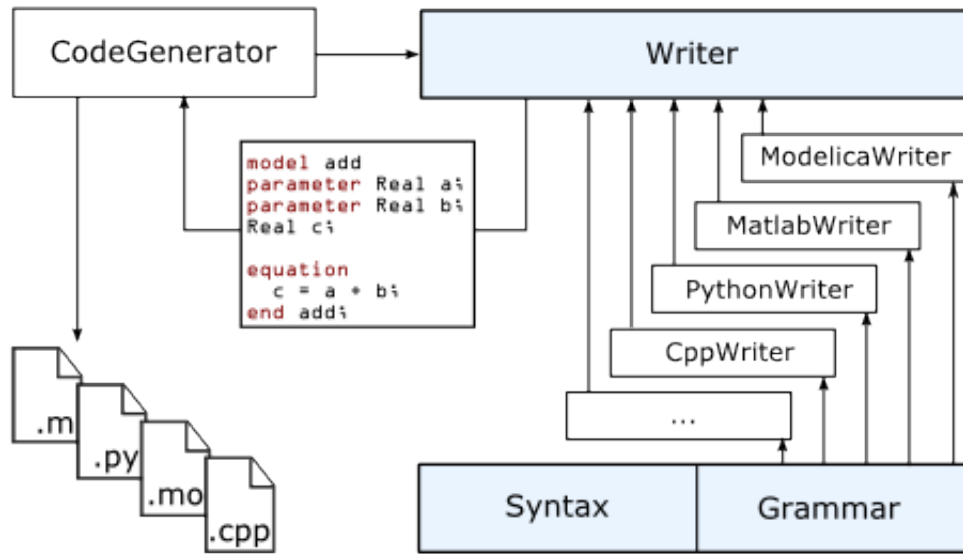 CodeGenerator
Writer
model add
parameter Real a;
parameter Real b;
Real c;
equation
c = a + b;
end add;
ModelicaWriter
MatlabWriter
PythonWriter
CppWriter
...
.m
.py
.mo
.cpp
Syntax
Grammar